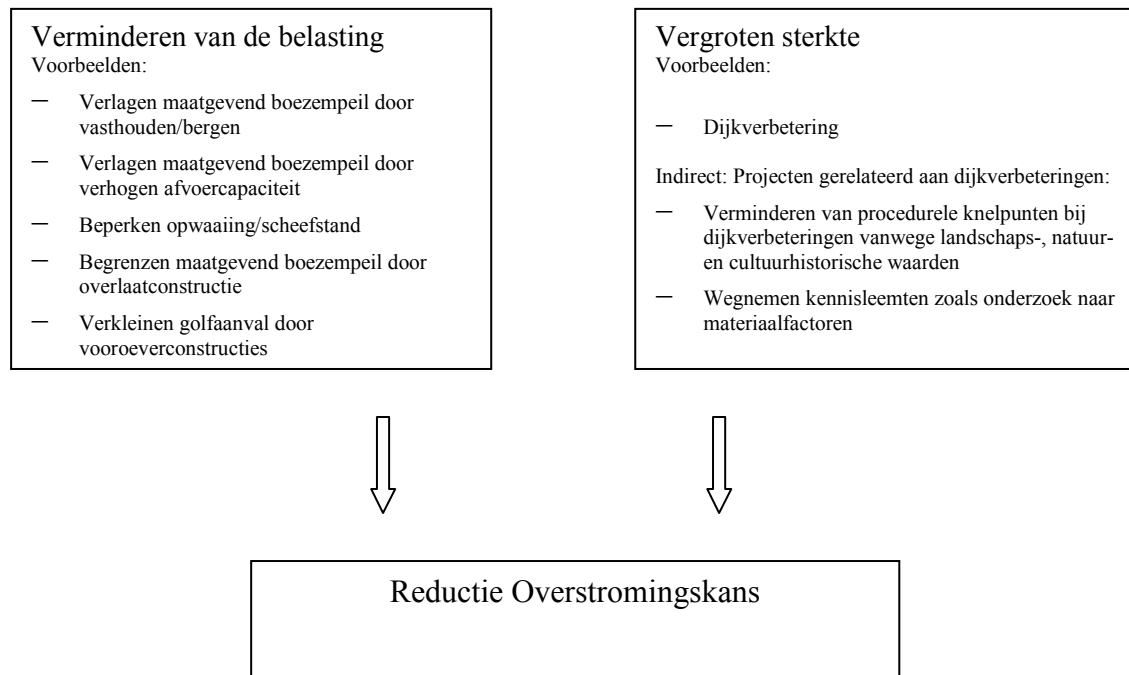 Verminderen van de belasting
Voorbeelden:
— Verlagen maatgevend boezempeil door
vasthouden/bergen
— Verlagen maatgevend boezempeil door
verhogen afvoercapaciteit
— Beperken opwaaiing/scheefstand
— Begrenzen maatgevend boezempeil door
overlaatconstructie
— Verkleinen golfaanval door
vooroeverconstructies
Vergroten sterkte
Voorbeelden:
— Dijkverbetering
Indirect: Projecten gerelateerd aan dijkverbeteringen:
— Verminderen van procedurele knelpunten bij
dijkverbeteringen vanwege landschaps-, natuur-
en cultuurhistorische waarden
— Wegnemen kennisleemten zoals onderzoek naar
materiaalfactoren
Reductie Overstromingskans